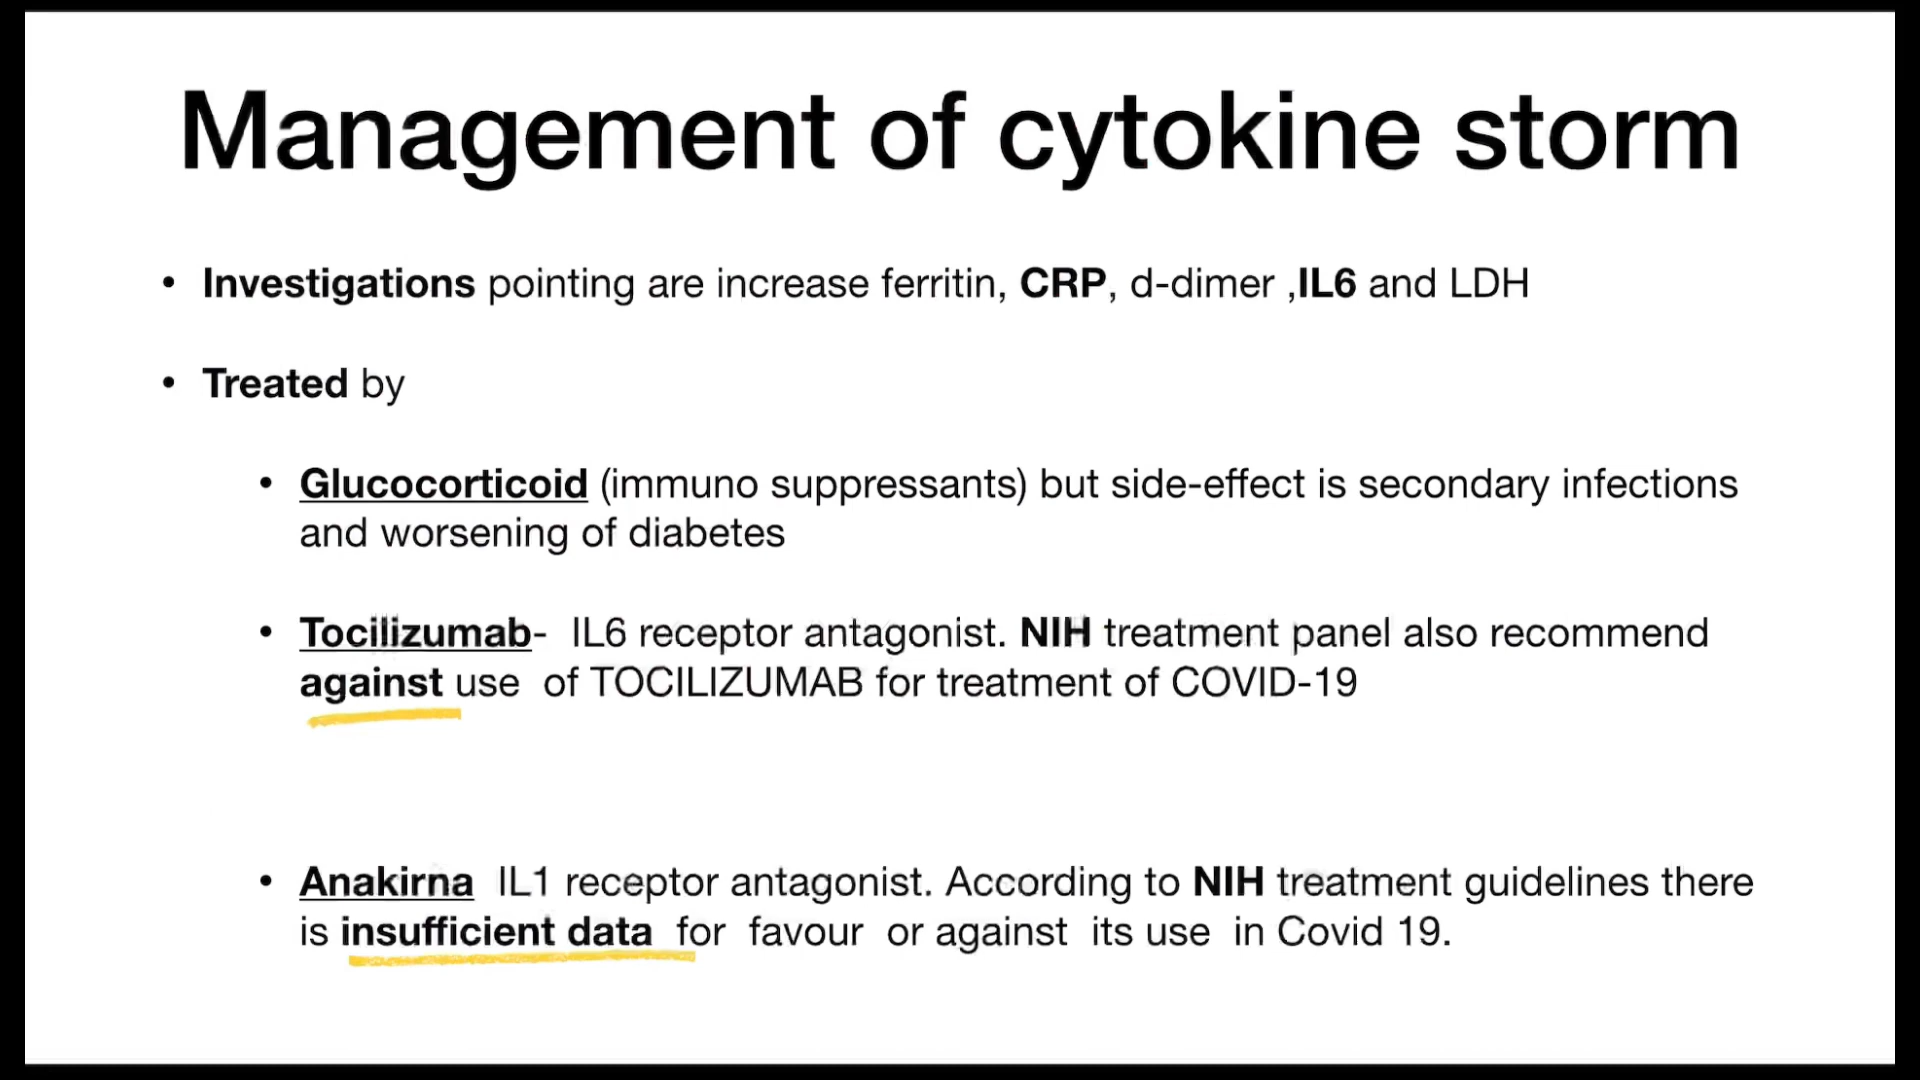 Management of cytokine storm
• Investigations pointing are increase ferritin, CRP, d-dimer ,IL6 and LDH
• Treated by
• Glucocorticoid (immuno suppressants) but side-effect is secondary infections
and worsening of diabetes
• Tocilizumab- IL6 receptor antagonist. NIH treatment panel also recommend
against use of TOCILIZUMAB for treatment of COVID-19
• Anakirna IL1 receptor antagonist. According to NIH treatment guidelines there
is insufficient data for favour or against its use in Covid 19.